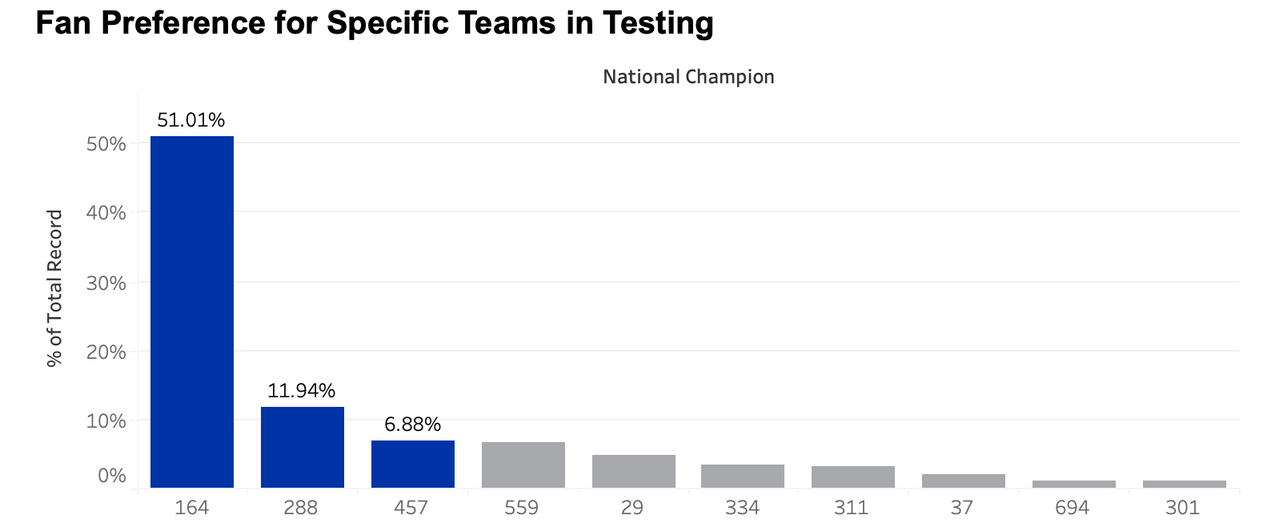 Fan Preference for Specific Teams in Testing
National Champion
% of Total Record
50%
40%
30%
20%
10%
0%
51.01%
11.94%
6.88%
164 288 457 559 29 334 311 37 694 301